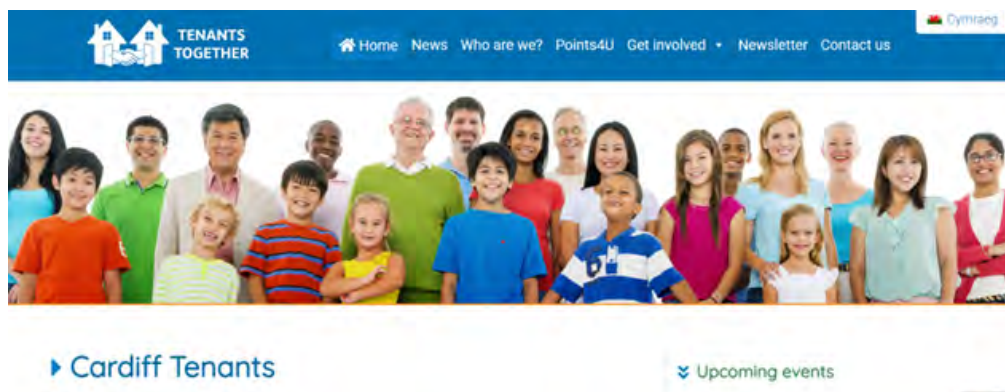 Cymraeg
TENANTS
TOGETHER
Home News Who are we? Points4U Get involved Newsletter Contact us
Cardiff Tenants
Upcoming events